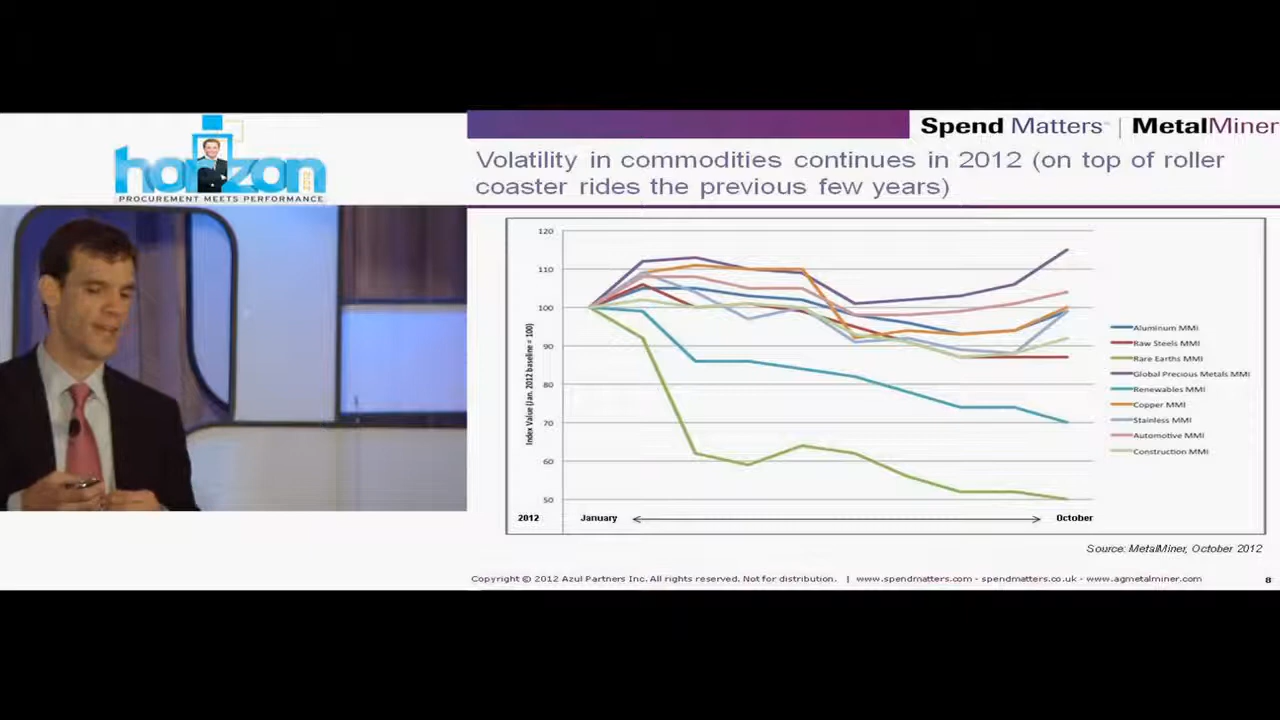 horizon
PROCUREMENT MEETS PERFORMANCE
Spend Matters | MetalMiner
Volatility in commodities continues in 2012 (on top of roller
coaster rides the previous few years)
120
110
100
90
80
70
60
50
Index Value (Jan. 2012 baseline = 100)
2012
January
October
Aluminum MMI
Raw Steels MMI
Rare Earths MMI
Global Precious Metals MMI
Renewables MMI
Copper MMI
Stainless MMI
Automotive MMI
Construction MMI
Source: MetalMiner, October 2012
Copyright © 2012 Azul Partners Inc. All rights reserved. Not for distribution. | www.spendmatters.com - spendmatters.co.uk - www.agmetalminer.com
8